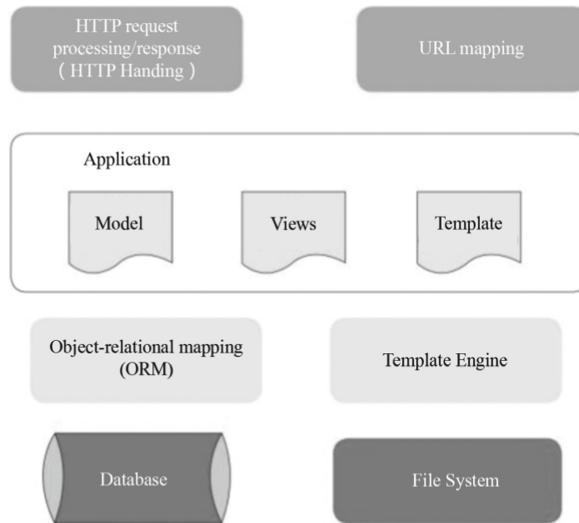 HTTP request
processing/response
( HTTP Handing )
URL mapping
Application
Model
Views
Template
Object-relational mapping
(ORM)
Template Engine
Database
File System